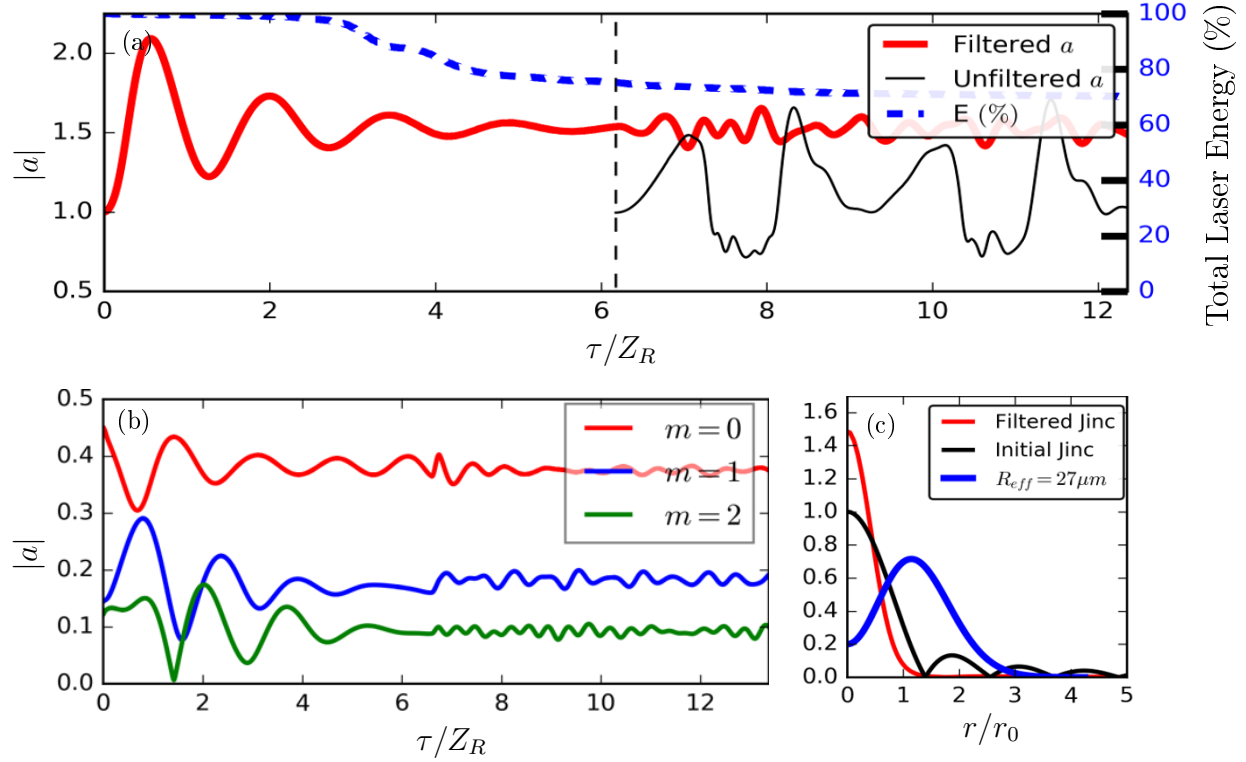 (a)
|a|
2.0
1.5
1.0
0.5
0 2 4 6 8 10 12
τ/Z_R
Filtered a
Unfiltered a
E (%)
100
80
60
40
20
0
Total Laser Energy (%)
(b)
|a|
0.5
0.4
0.3
0.2
0.1
0.0
0 2 4 6 8 10 12
τ/Z_R
m = 0
m = 1
m = 2
(c)
1.6
1.4
1.2
1.0
0.8
0.6
0.4
0.2
0.0
0 1 2 3 4 5
r/r_0
Filtered Jinc
Initial Jinc
R_{eff} = 27μm